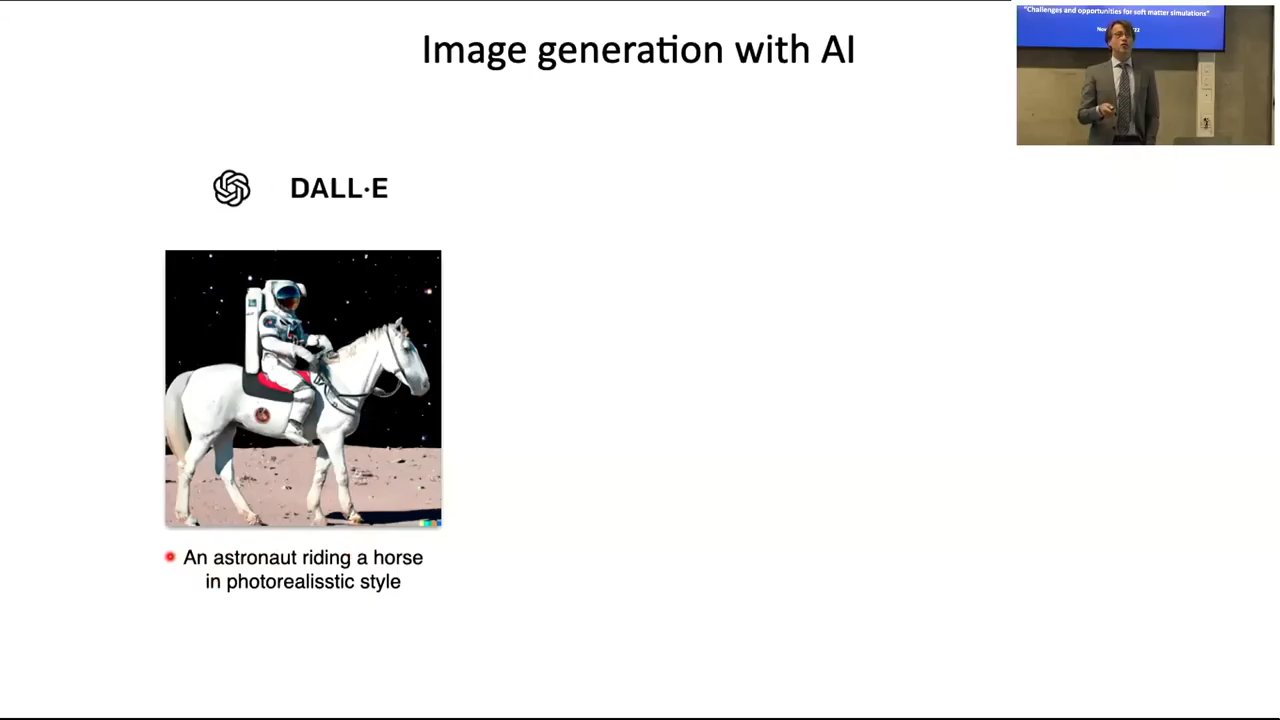 Image generation with AI
"Challenges and opportunities for soft matter simulations"
DALL·E
An astronaut riding a horse
in photorealisstic style